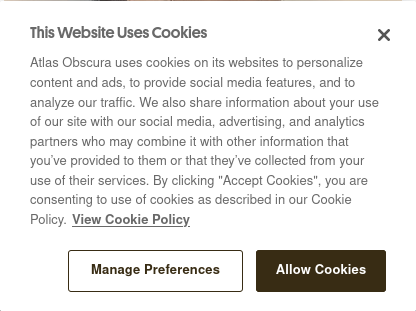 This Website Uses Cookies
Atlas Obscura uses cookies on its websites to personalize
content and ads, to provide social media features, and to
analyze our traffic. We also share information about your use
of our site with our social media, advertising, and analytics
partners who may combine it with other information that
you’ve provided to them or that they’ve collected from your
use of their services. By clicking "Accept Cookies", you are
consenting to use of cookies as described in our Cookie
Policy. View Cookie Policy
Manage Preferences
Allow Cookies